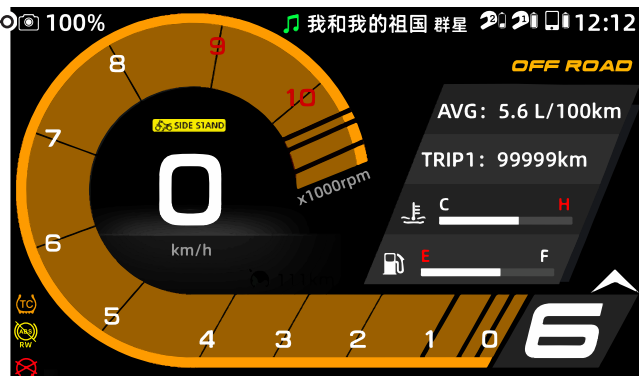 100%
我和我的祖国 群星
12:12
OFF ROAD
8
9
10
7
SIDE STAND
AVG: 5.6 L/100km
TRIP1: 99999km
0
x1000rpm
C H
km/h
6
E F
TC
5
ABS
RW
4 3 2 1 0
6